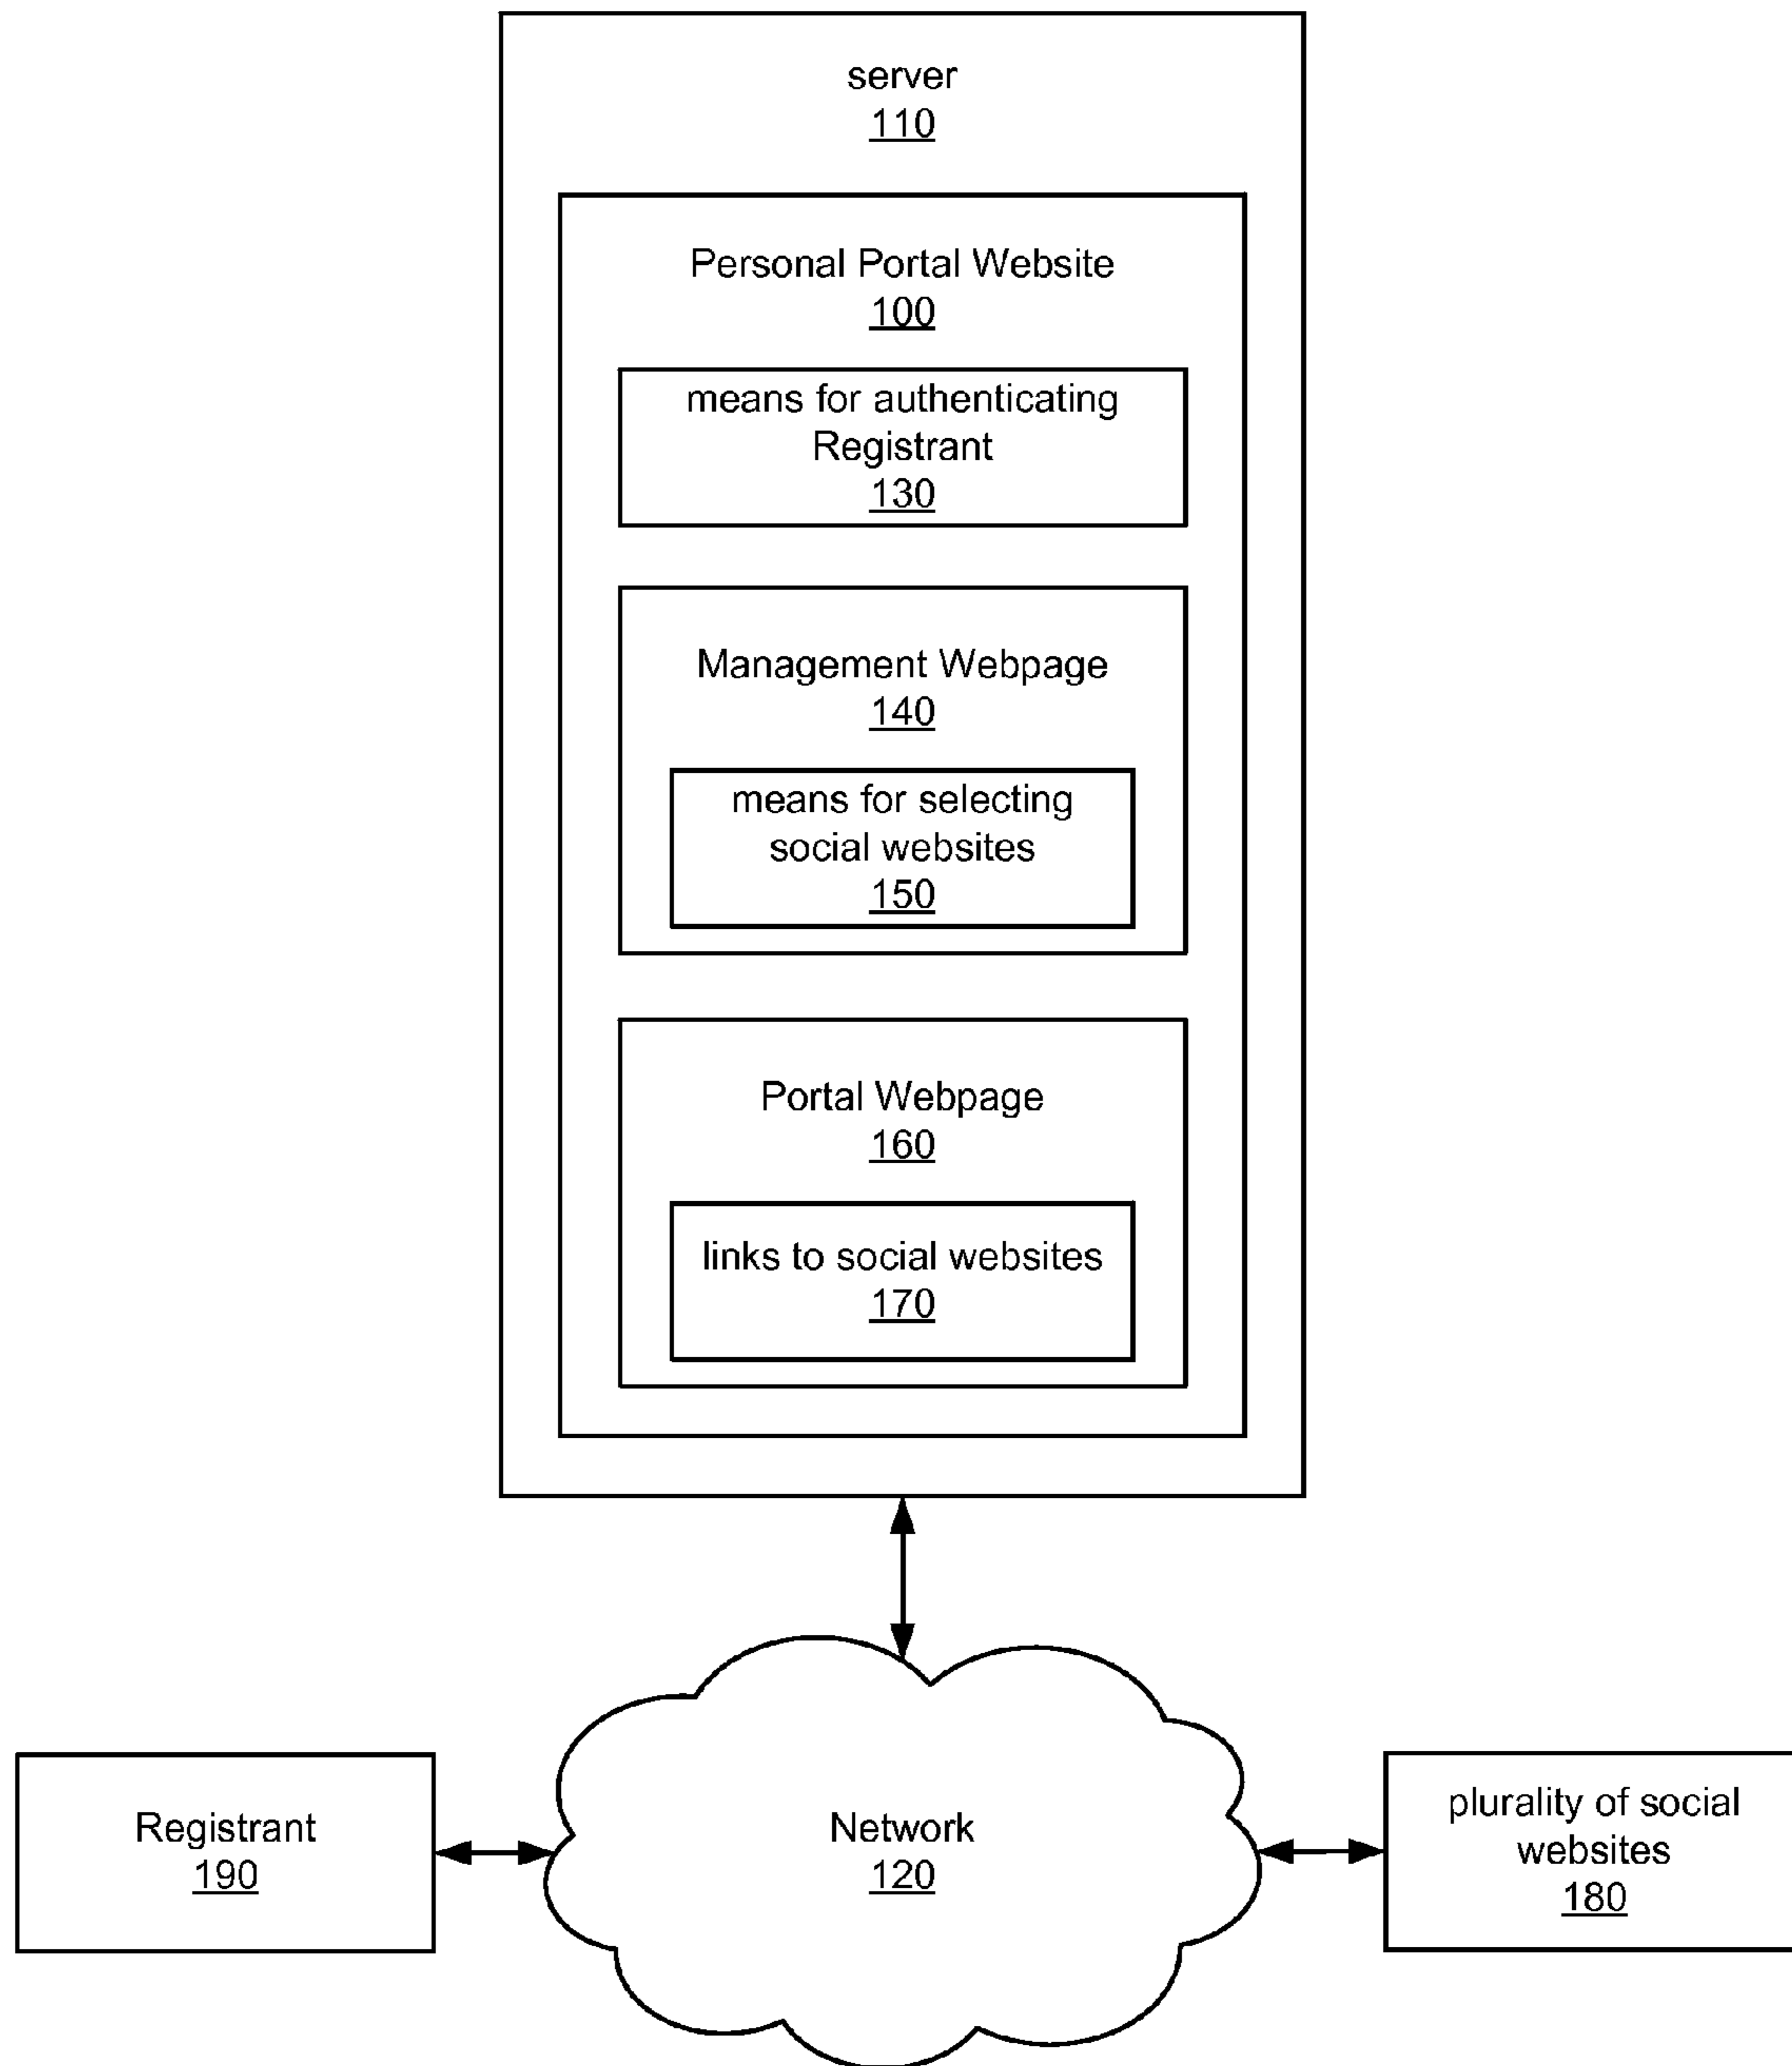 server
110
Personal Portal Website
100
means for authenticating
Registrant
130
Management Webpage
140
means for selecting
social websites
150
Portal Webpage
160
links to social websites
170
Registrant
190
Network
120
plurality of social
websites
180